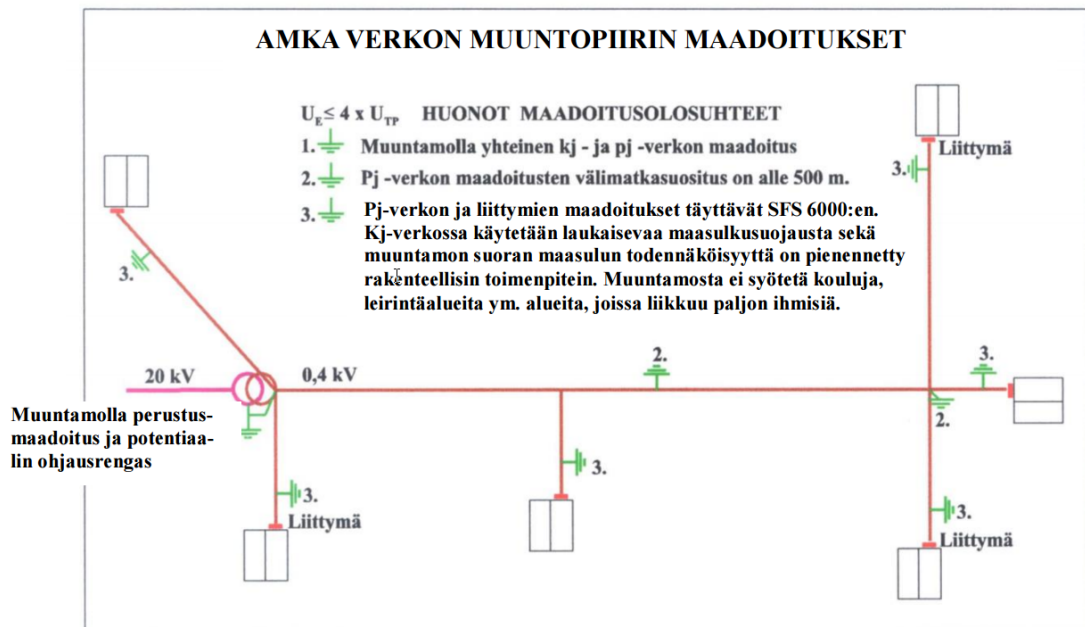 AMKA VERKON MUUNTOPIIRIN MAADOITUKSET
U_E ≤ 4 x U_TP HUONOT MAADOITUSOLOSUHTEET
1. Muuntamolla yhteinen kj - ja pj -verkon maadoitus
2. Pj -verkon maadoitusten välimatkasuositus on alle 500 m.
3. Pj-verkon ja liittymien maadoitukset täyttävät SFS 6000:en.
Kj-verkossa käytetään laukaisevaa maasulkusuojausta sekä
muuntamon suoran maasulun todennäköisyyttä on pienennetty
rakenteellisin toimenpitein. Muuntamosta ei syötetä kouluja,
leirintäalueita ym. alueita, joissa liikkuu paljon ihmisiä.
Liittymä
3.
3.
20 kV
0,4 kV
2.
3.
Muuntamolla perustus-
maadoitus ja potentiaa-
lin ohjausrengas
2.
3.
3.
Liittymä
3.
Liittymä